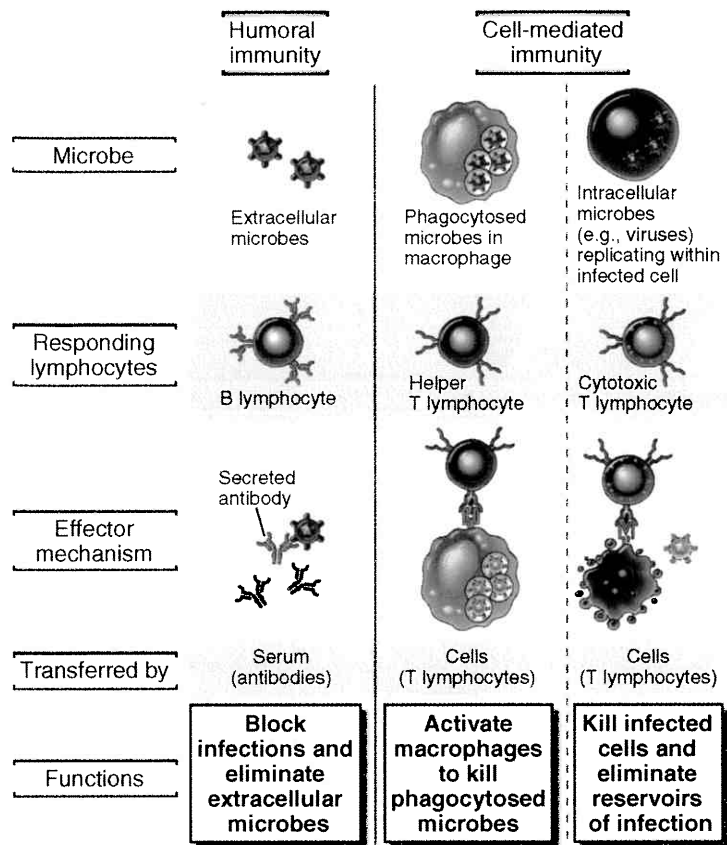 Humoral
immunity
Cell-mediated
immunity
Microbe
Extracellular
microbes
Phagocytosed
microbes in
macrophage
Intracellular
microbes
(e.g., viruses)
replicating within
infected cell
Responding
lymphocytes
B lymphocyte
Helper
T lymphocyte
Cytotoxic
T lymphocyte
Effector
mechanism
Secreted
antibody
Transferred by
Serum
(antibodies)
Cells
(T lymphocytes)
Cells
(T lymphocytes)
Functions
Block
infections and
eliminate
extracellular
microbes
Activate
macrophages
to kill
phagocytosed
microbes
Kill infected
cells and
eliminate
reservoirs
of infection